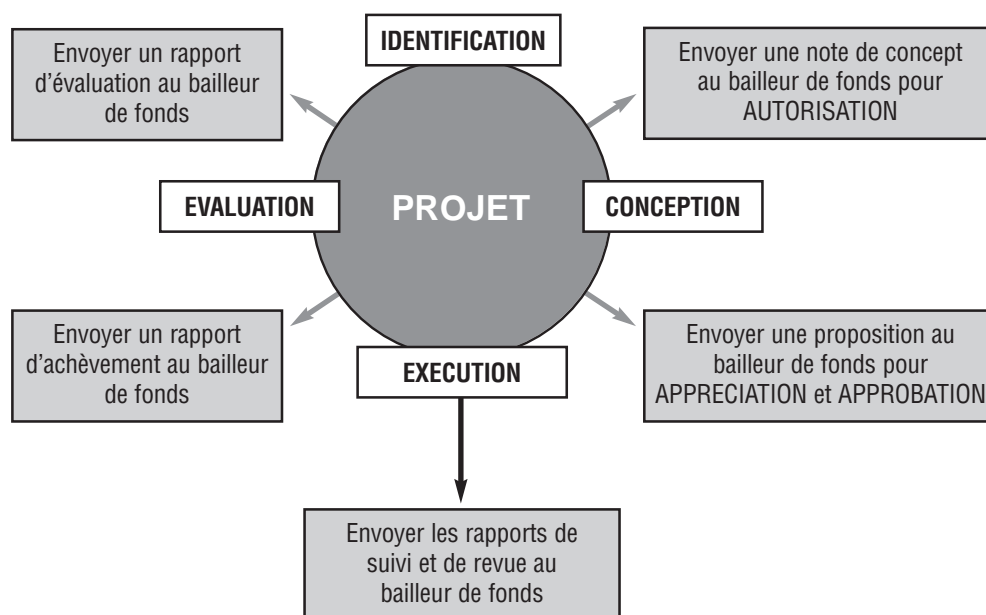 IDENTIFICATION
Envoyer un rapport
d'évaluation au bailleur
de fonds
Envoyer une note de concept
au bailleur de fonds pour
AUTORISATION
EVALUATION
PROJET
CONCEPTION
Envoyer un rapport
d'achèvement au bailleur
de fonds
Envoyer une proposition au
bailleur de fonds pour
APPRECIATION et APPROBATION
EXECUTION
Envoyer les rapports de
suivi et de revue au
bailleur de fonds